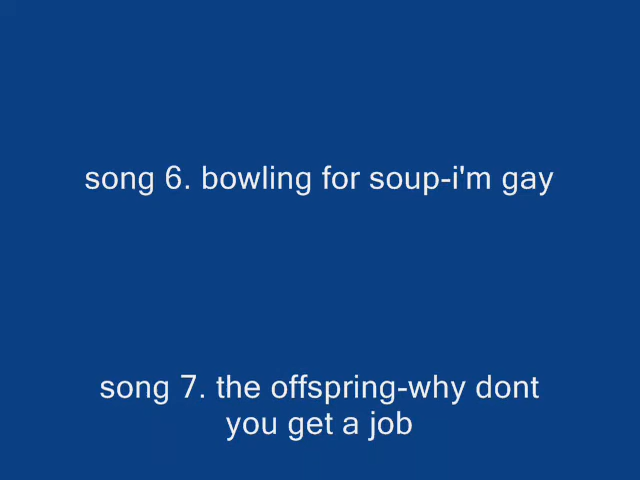 song 6. bowling for soup-i'm gay
song 7. the offspring-why dont
you get a job